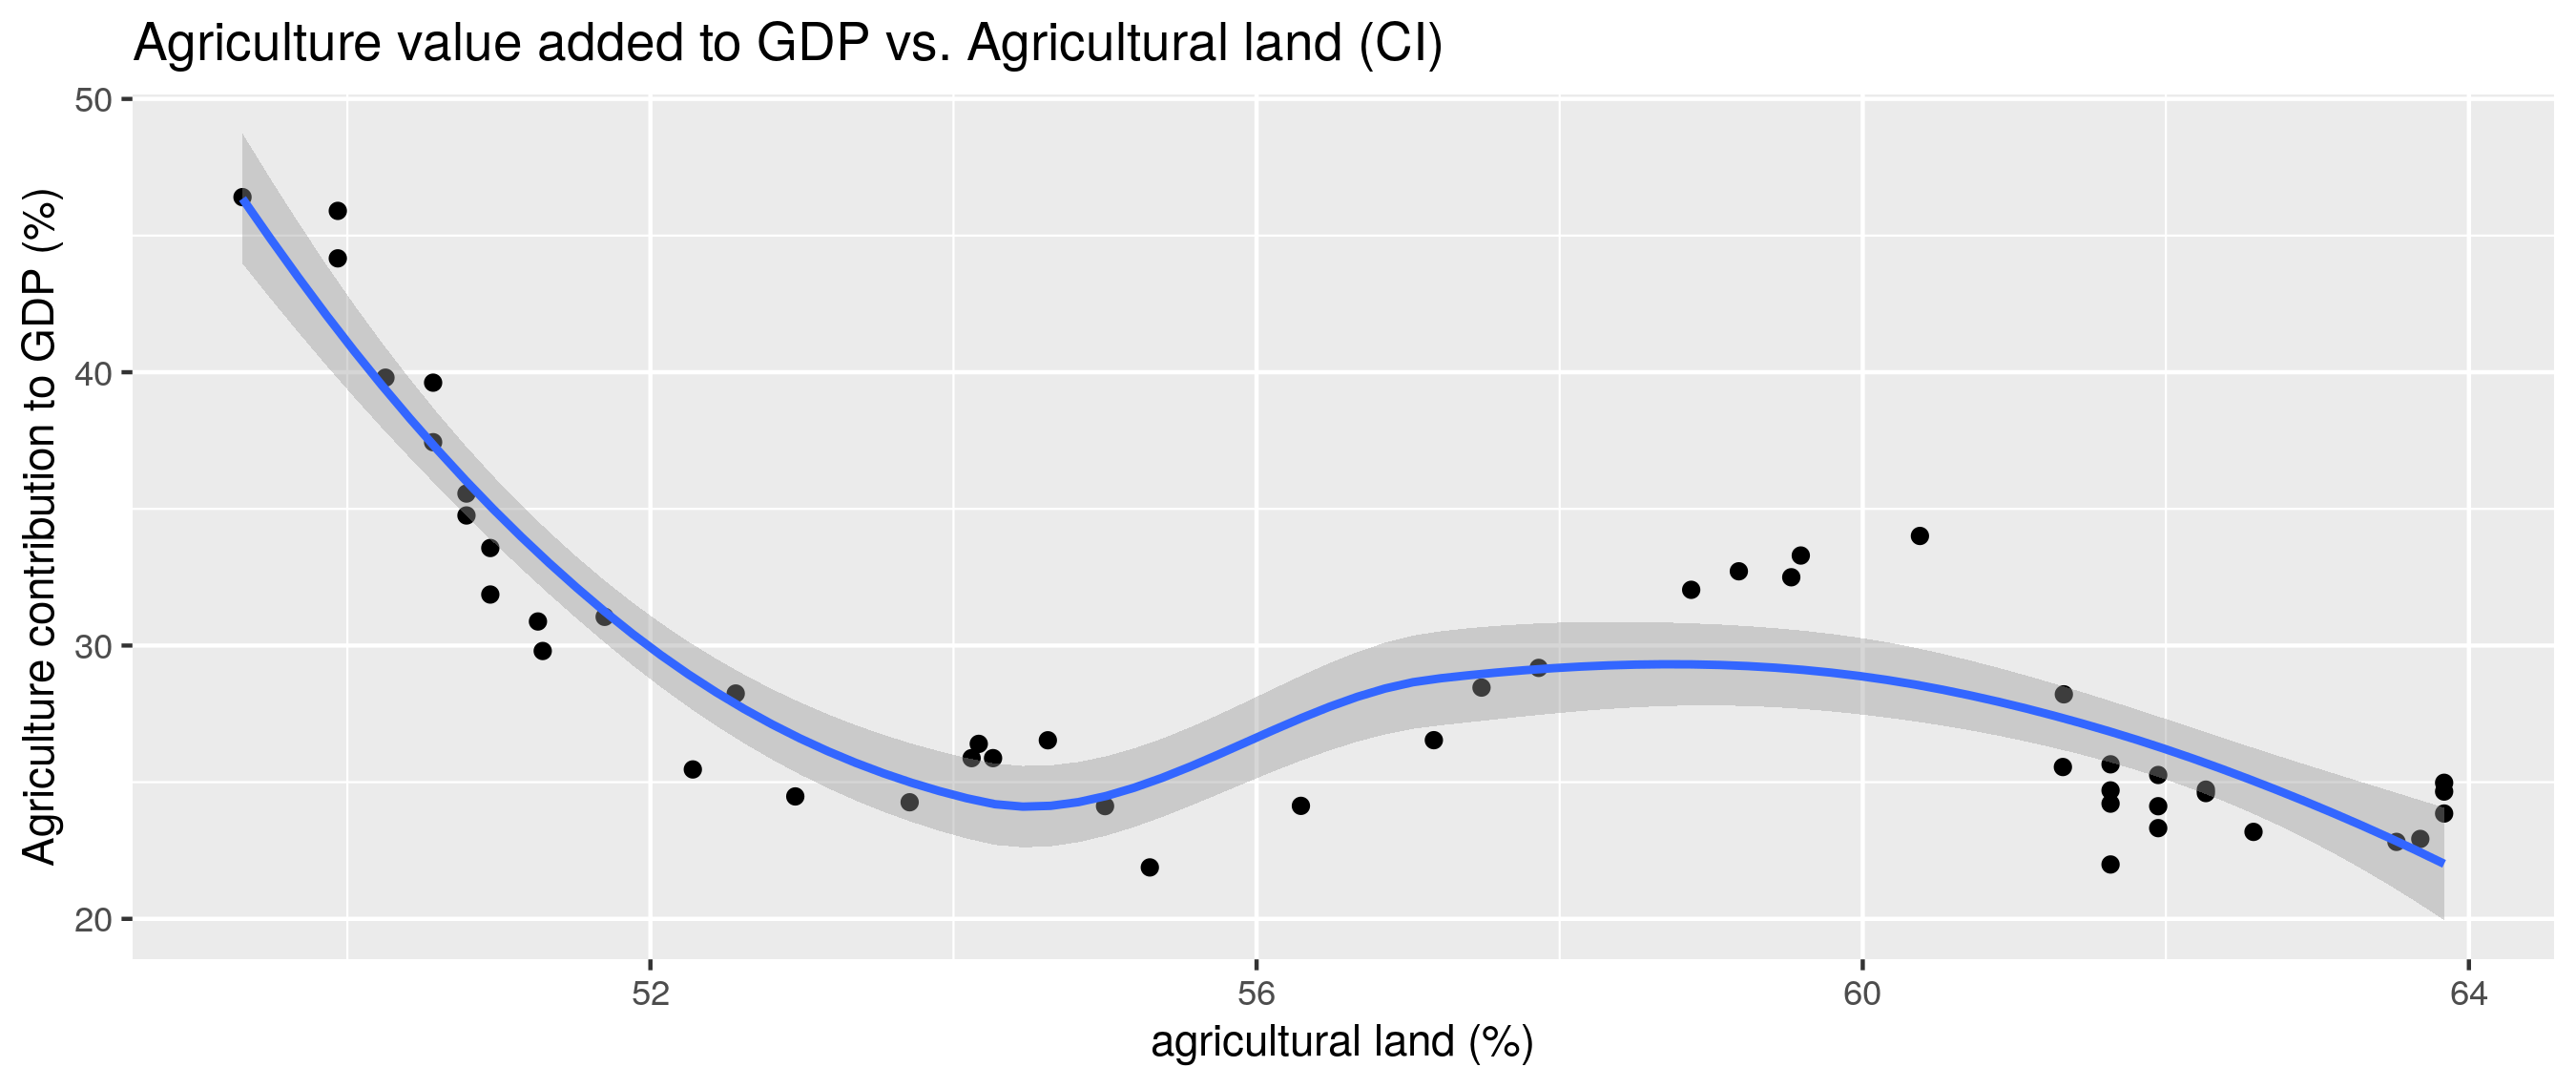 Agriculture value added to GDP vs. Agricultural land (CI)
Agriculture contribution to GDP (%)
50
40
30
20
52
56
60
64
agricultural land (%)